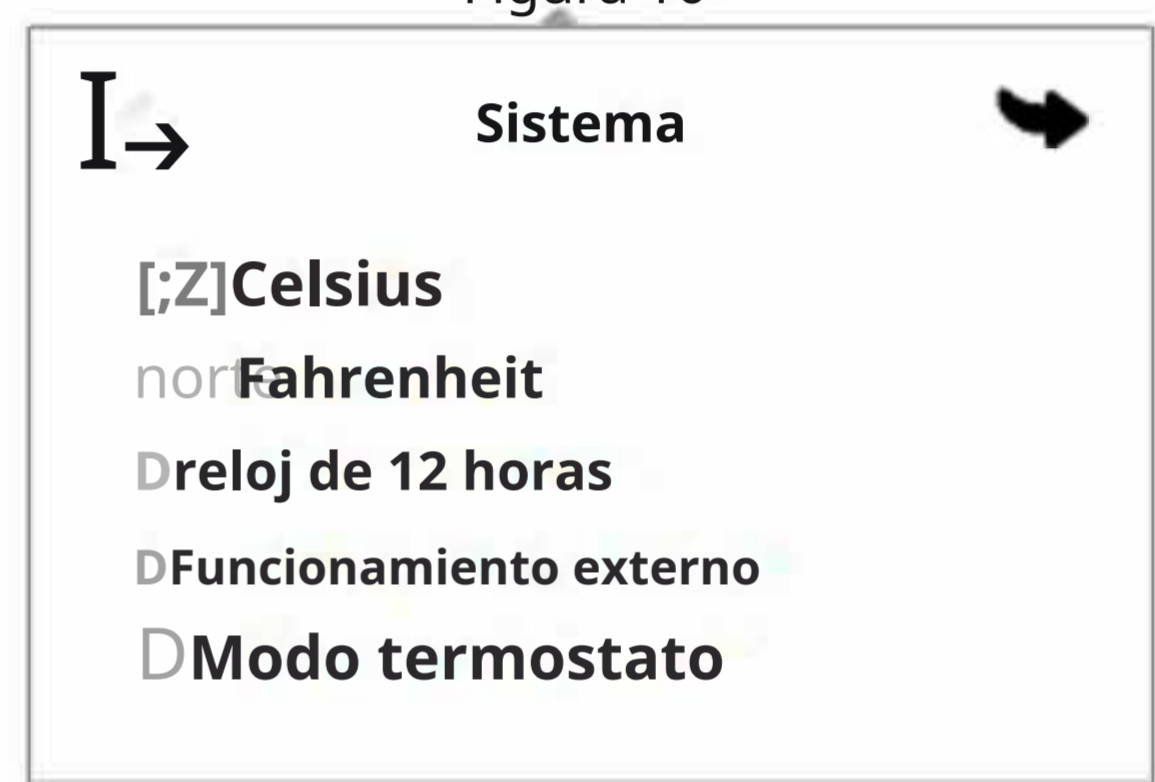 Figura 10
I→ Sistema
[;Z]Celsius
norteFahrenheit
Dreloj de 12 horas
DFuncionamiento externo
DModo termostato